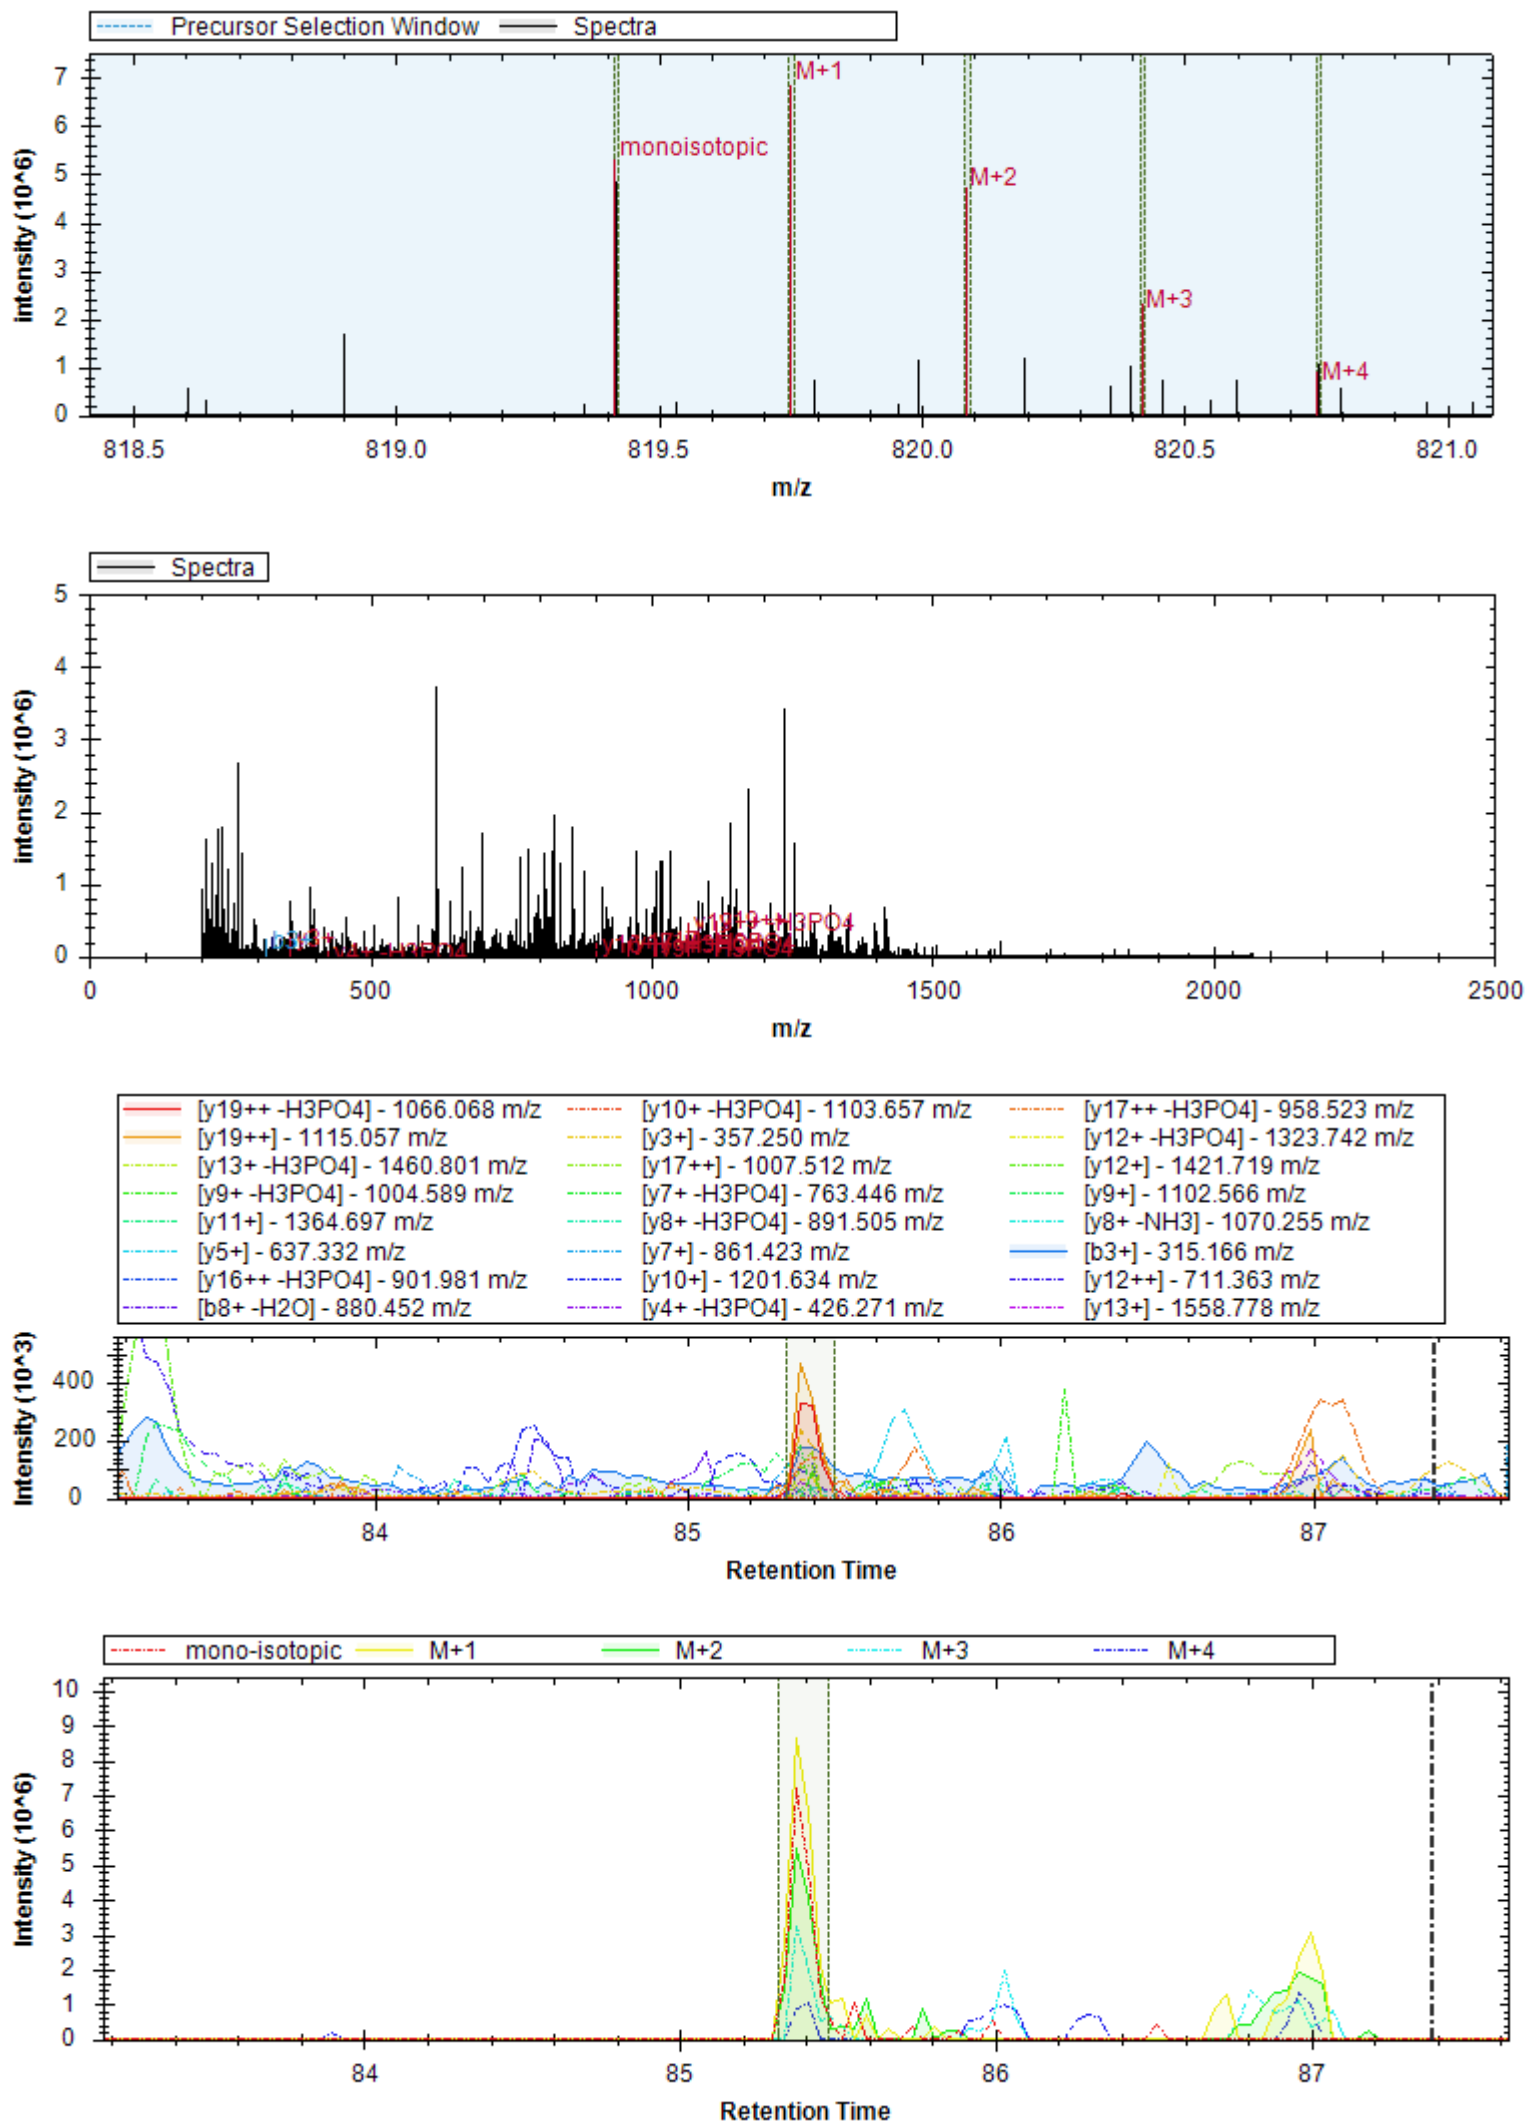 Precursor Selection Window Spectra
7
6
5
4
3
2
1
0
intensity (10^6)
monoisotopic
M+1
M+2
M+3
M+4
818.5 819.0 819.5 820.0 820.5 821.0
m/z
Spectra
5
4
3
2
1
0
intensity (10^6)
0 500 1000 1500 2000 2500
m/z
[y19++ -H3PO4] - 1066.068 m/z [y10+ -H3PO4] - 1103.657 m/z [y17++ -H3PO4] - 958.523 m/z
[y19++] - 1115.057 m/z [y3+] - 357.250 m/z [y12+ -H3PO4] - 1323.742 m/z
[y13+ -H3PO4] - 1460.801 m/z [y17++] - 1007.512 m/z [y12+] - 1421.719 m/z
[y9+ -H3PO4] - 1004.589 m/z [y7+ -H3PO4] - 763.446 m/z [y9+] - 1102.566 m/z
[y11+] - 1364.697 m/z [y8+ -H3PO4] - 891.505 m/z [y8+ -NH3] - 1070.255 m/z
[y5+] - 637.332 m/z [y7+] - 861.423 m/z [b3+] - 315.166 m/z
[y16++ -H3PO4] - 901.981 m/z [y10+] - 1201.634 m/z [y12++] - 711.363 m/z
[b8+ -H2O] - 880.452 m/z [y4+ -H3PO4] - 426.271 m/z [y13+] - 1558.778 m/z
400
200
0
Intensity (10^3)
84 85 86 87
Retention Time
mono-isotopic M+1 M+2 M+3 M+4
10
9
8
7
6
5
4
3
2
1
0
Intensity (10^6)
84 85 86 87
Retention Time